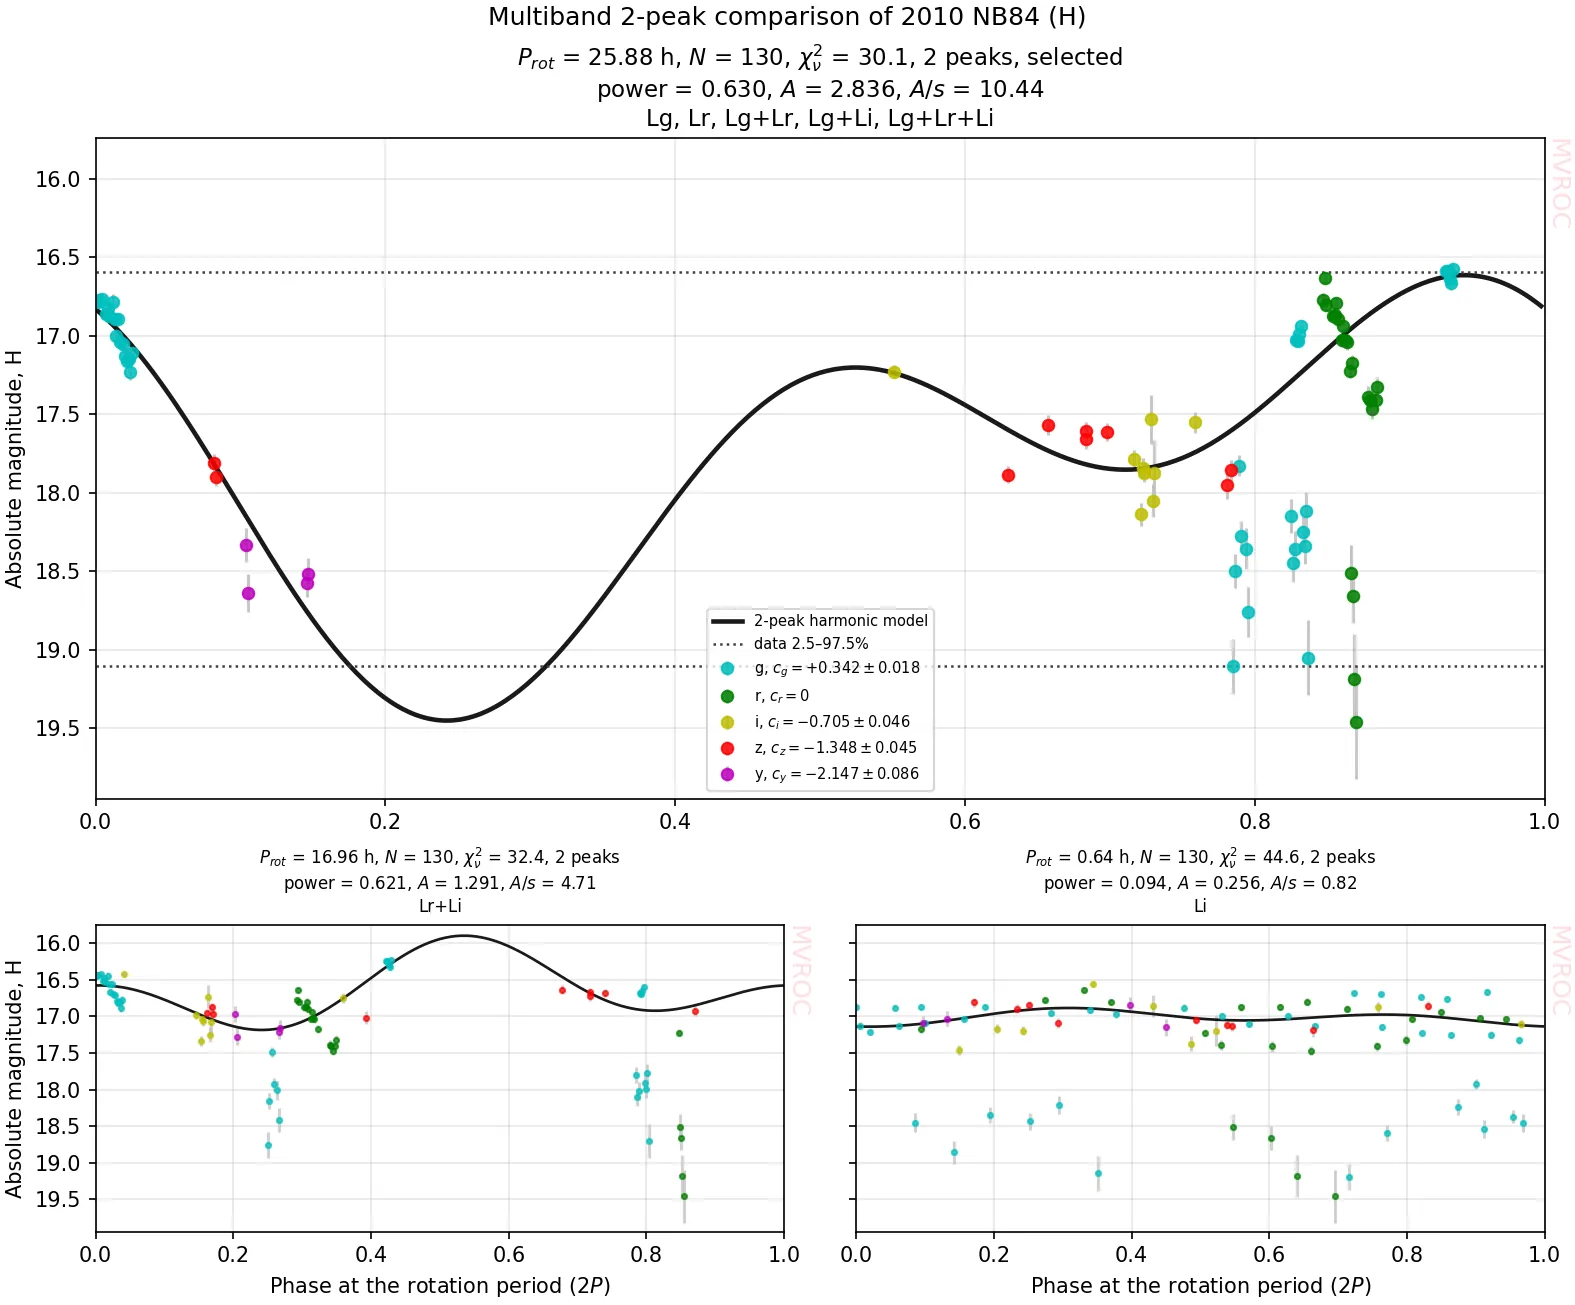 Multiband 2-peak comparison of 2010 NB84 (H)
P_rot = 25.88 h, N = 130, χ²_ν = 30.1, 2 peaks, selected
power = 0.630, A = 2.836, A/s = 10.44
Lg, Lr, Lg+Lr, Lg+Li, Lg+Lr+Li
MVROC
Absolute magnitude, H
16.0
16.5
17.0
17.5
18.0
18.5
19.0
19.5
2-peak harmonic model
data 2.5–97.5%
g, c_g = +0.342 ± 0.018
r, c_r = 0
i, c_i = −0.705 ± 0.046
z, c_z = −1.348 ± 0.045
y, c_y = −2.147 ± 0.086
0.0 0.2 0.4 0.6 0.8 1.0
P_rot = 16.96 h, N = 130, χ²_ν = 32.4, 2 peaks
power = 0.621, A = 1.291, A/s = 4.71
Lr+Li
MVROC
Absolute magnitude, H
16.0
16.5
17.0
17.5
18.0
18.5
19.0
19.5
0.0 0.2 0.4 0.6 0.8 1.0
Phase at the rotation period (2P)
P_rot = 0.64 h, N = 130, χ²_ν = 44.6, 2 peaks
power = 0.094, A = 0.256, A/s = 0.82
Li
MVROC
0.0 0.2 0.4 0.6 0.8 1.0
Phase at the rotation period (2P)